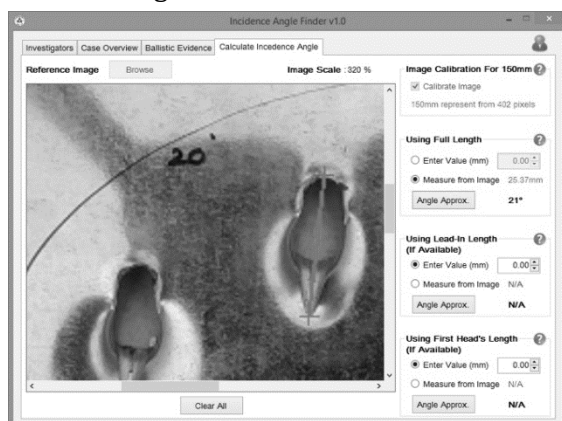 Incidence Angle Finder v1.0
Investigators Case Overview Ballistic Evidence Calculate Incedence Angle
Reference Image Browse Image Scale : 320 %
20°
Clear All
Image Calibration For 150mm ?
Calibrate Image
150mm represent from 402 pixels
Using Full Length ?
Enter Value (mm) 0.00
Measure from Image 25.37mm
Angle Approx. 21°
Using Lead-In Length ?
(If Available)
Enter Value (mm) 0.00
Measure from Image N/A
Angle Approx. N/A
Using First Head's Length ?
(If Available)
Enter Value (mm) 0.00
Measure from Image N/A
Angle Approx. N/A